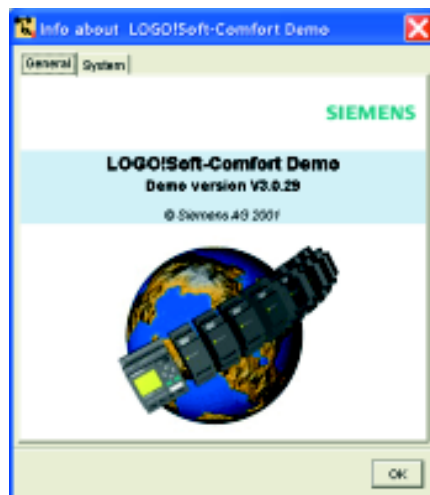 Info about LOGO!Soft-Comfort Demo
General System
SIEMENS
LOGO!Soft-Comfort Demo
Demo version V3.0.29
© Siemens AG 2001
OK